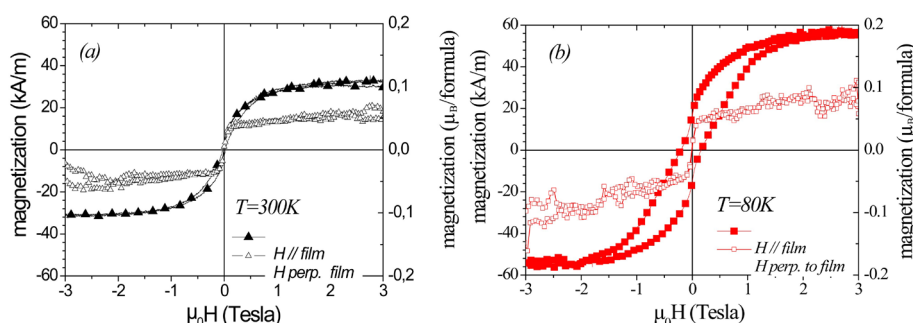 (a)
magnetization (kA/m)
60
40
20
0
-20
-40
-60
T=300K
H // film
H perp. film
0,2
0,1
0,0
-0,1
-0,2
magnetization (μB/formula)
-3 -2 -1 0 1 2 3
μ0H (Tesla)
(b)
magnetization (kA/m)
60
40
20
0
-20
-40
-60
T=80K
H // film
H perp. to film
0,2
0,1
0,0
-0,1
-0,2
magnetization (μB/formula)
-3 -2 -1 0 1 2 3
μ0H (Tesla)